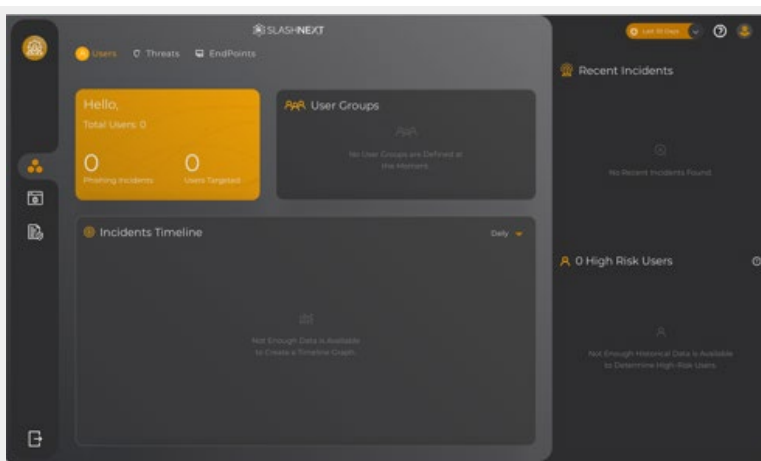 SLASHNEXT
Last 30 Days
Users
Threats
EndPoints
Hello,
Total Users: 0
0
Phishing Incidents
0
Users Targeted
User Groups
No User Groups are Defined at
the Moment
Incidents Timeline
Daily
Not Enough Data is Available
to Create a Timeline Graph.
Recent Incidents
No Recent Incidents Found
0 High Risk Users
Not Enough Historical Data is Available
to Determine High-Risk Users.